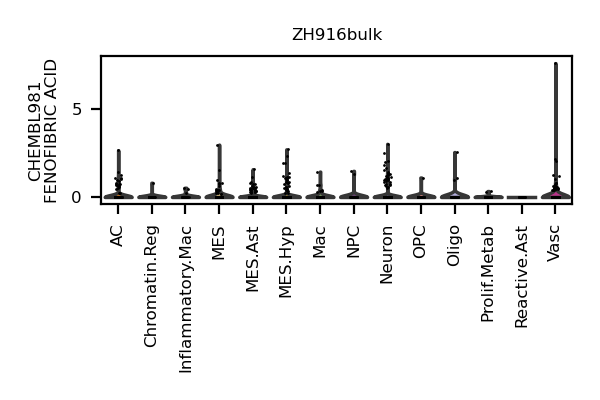 ZH916bulk
CHEMBL981
FENOFIBRIC ACID
5
0
AC
Chromatin.Reg
Inflammatory.Mac
MES
MES.Ast
MES.Hyp
Mac
NPC
Neuron
OPC
Oligo
Prolif.Metab
Reactive.Ast
Vasc